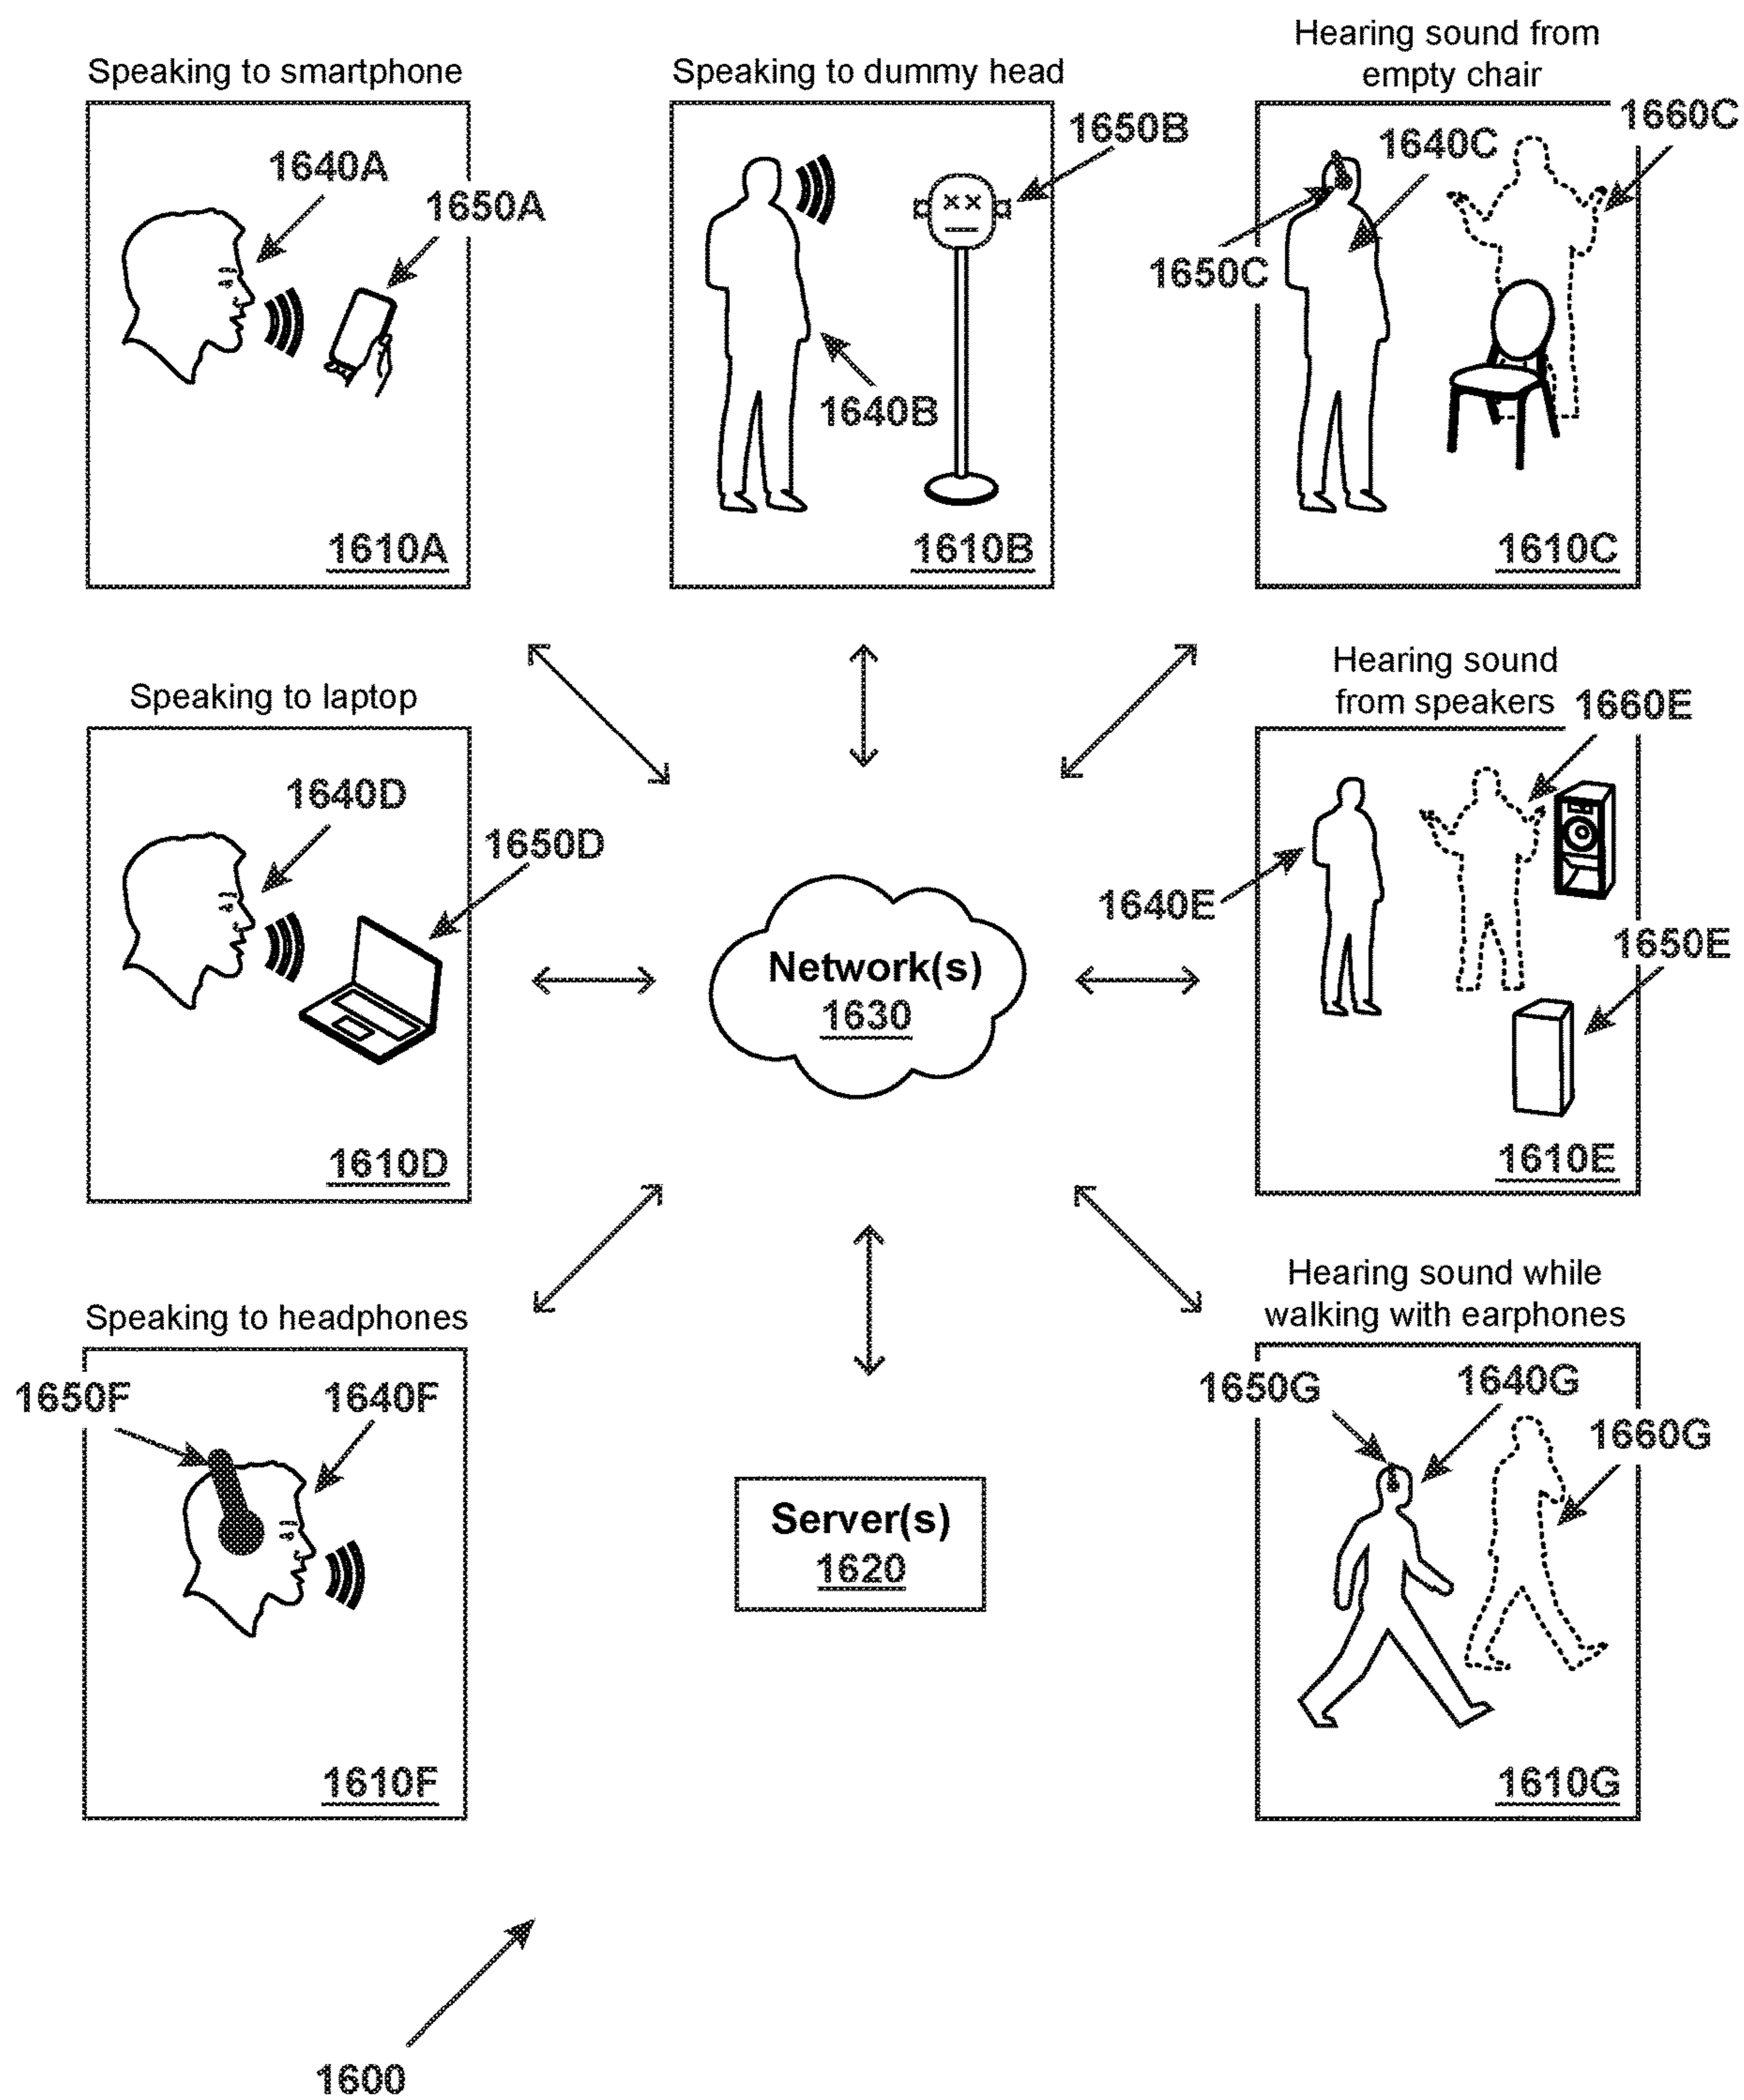 Speaking to smartphone
1640A
1650A
1610A
Speaking to dummy head
1650B
1640B
1610B
Hearing sound from
empty chair
1660C
1640C
1650C
1610C
Speaking to laptop
1640D
1650D
1610D
Network(s)
1630
Hearing sound
from speakers
1660E
1640E
1650E
1610E
Speaking to headphones
1650F
1640F
1610F
Server(s)
1620
Hearing sound while
walking with earphones
1650G
1640G
1660G
1610G
1600